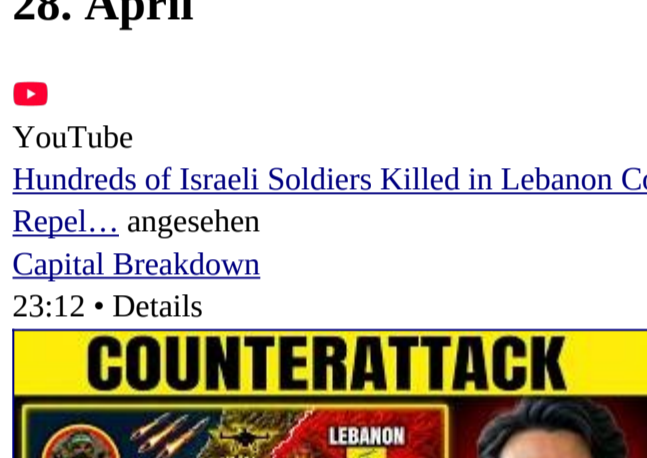 28. April
YouTube
Hundreds of Israeli Soldiers Killed in Lebanon
Repel… angesehen
Capital Breakdown
23:12 • Details
COUNTERATTACK
LEBANON